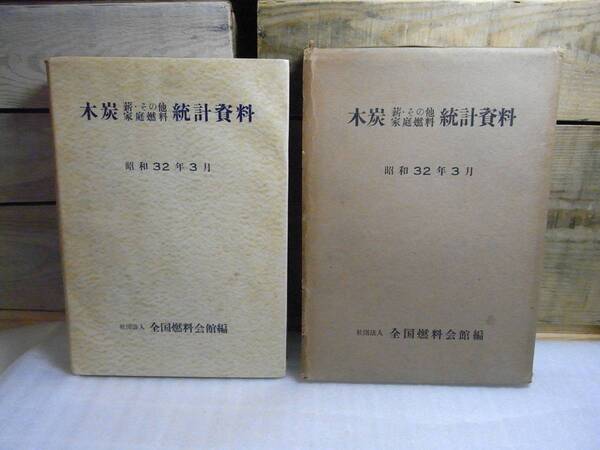 木炭 薪・その他 家庭燃料 統計資料
昭和32年3月
社団法人 全国燃料会館編
木炭 薪・その他 家庭燃料 統計資料
昭和32年3月
社団法人 全国燃料会館編